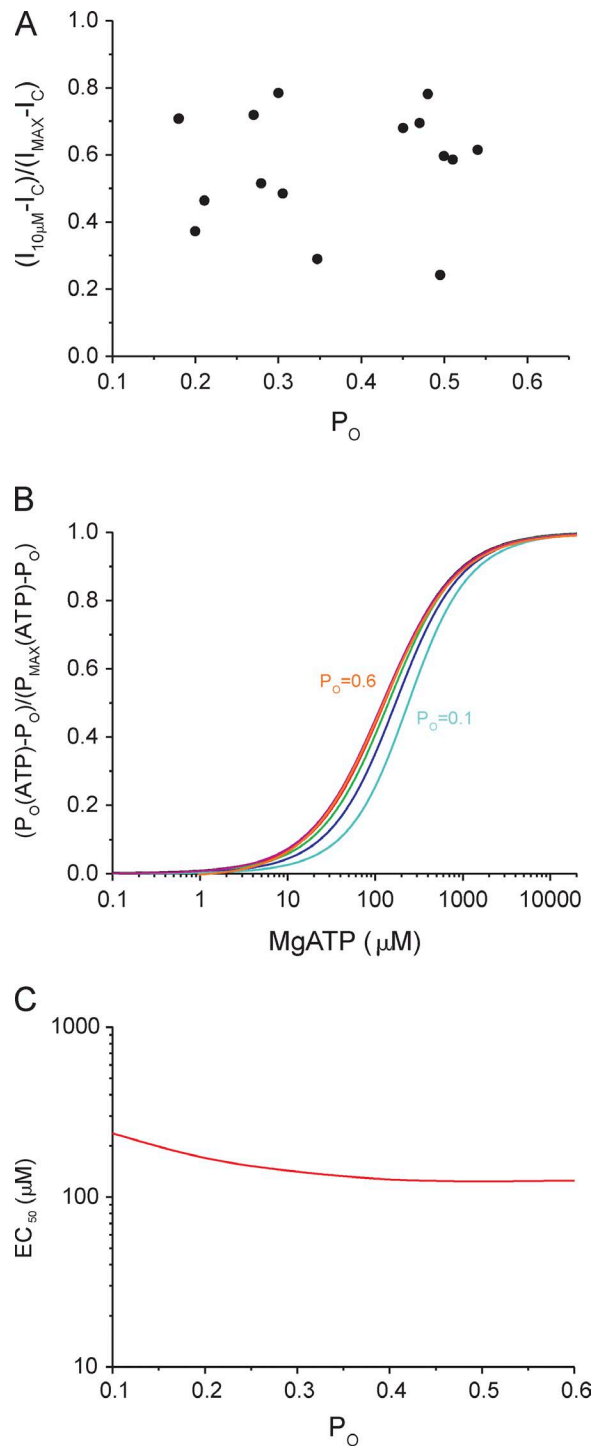 A
(I10μM-IC)/(IMAX-IC)
1.0
0.8
0.6
0.4
0.2
0.0
0.1 0.2 0.3 0.4 0.5 0.6
PO
B
(PO(ATP)-PO)/(PMAX(ATP)-PO)
1.0
0.8
0.6
0.4
0.2
0.0
PO=0.6
PO=0.1
0.1 1 10 100 1000 10000
MgATP (μM)
C
EC50 (μM)
1000
100
10
0.1 0.2 0.3 0.4 0.5 0.6
PO